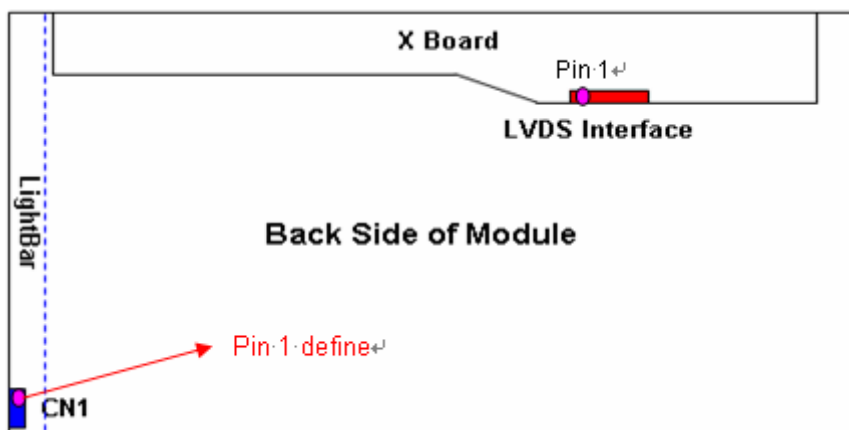 X Board
Pin·1↵
LVDS Interface
LightBar
Back Side of Module
Pin·1·define↵
CN1